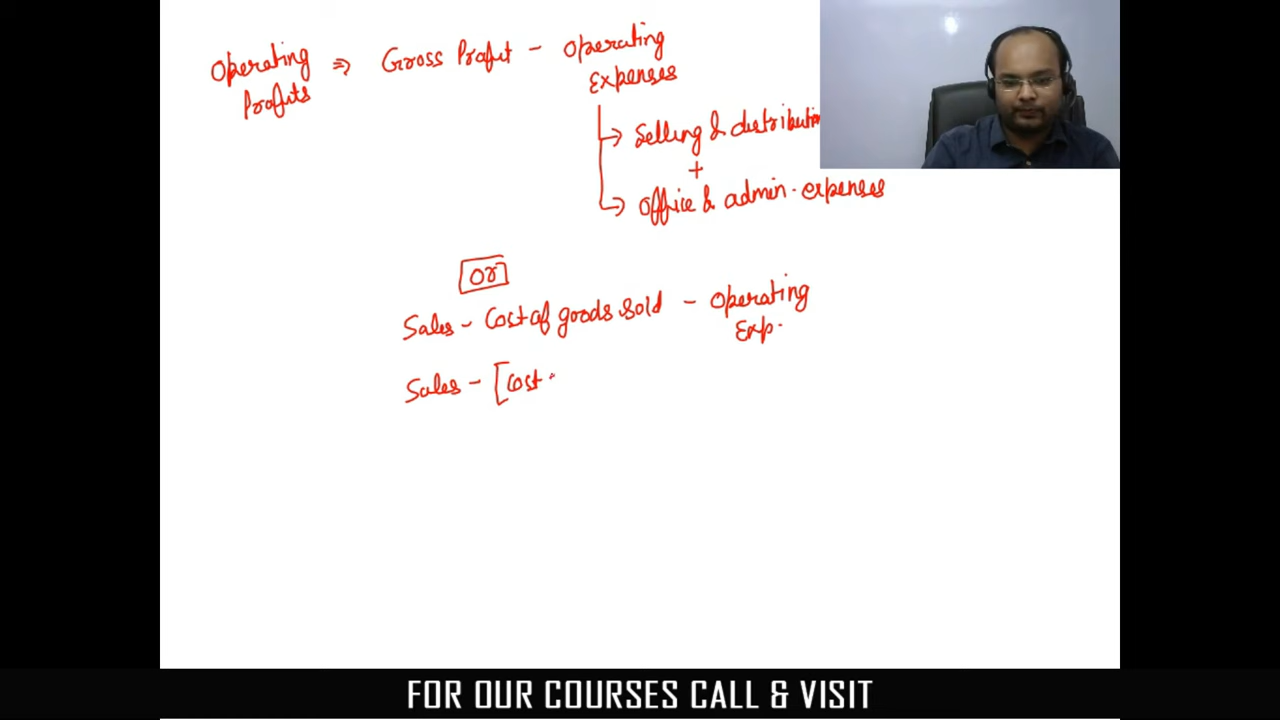 Operating Profits ⇒ Gross Profit - Operating Expenses
→ Selling & distribution
+
→ Office & admin. expenses
Or
Sales - Cost of goods sold - Operating Exp.
Sales - [Cost
FOR OUR COURSES CALL & VISIT